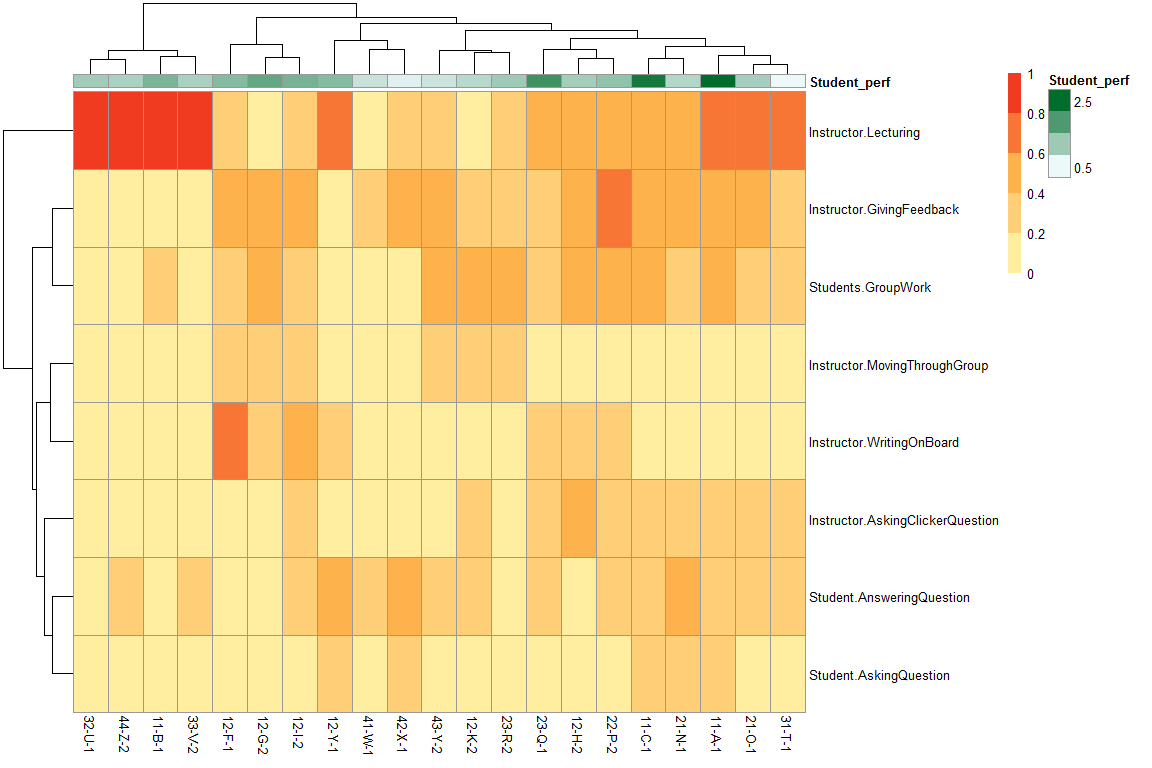 Student_perf
Instructor.Lecturing
Instructor.GivingFeedback
Students.GroupWork
Instructor.MovingThroughGroup
Instructor.WritingOnBoard
Instructor.AskingClickerQuestion
Student.AnsweringQuestion
Student.AskingQuestion
1
0.8
0.6
0.4
0.2
0
Student_perf
2.5
0.5
32-U-1
44-Z-2
11-B-1
33-V-2
12-F-1
12-G-2
12-I-2
12-Y-1
41-W-1
42-X-1
43-Y-2
12-K-2
23-R-2
23-Q-1
12-H-2
22-P-2
11-C-1
21-N-1
11-A-1
21-O-1
31-T-1